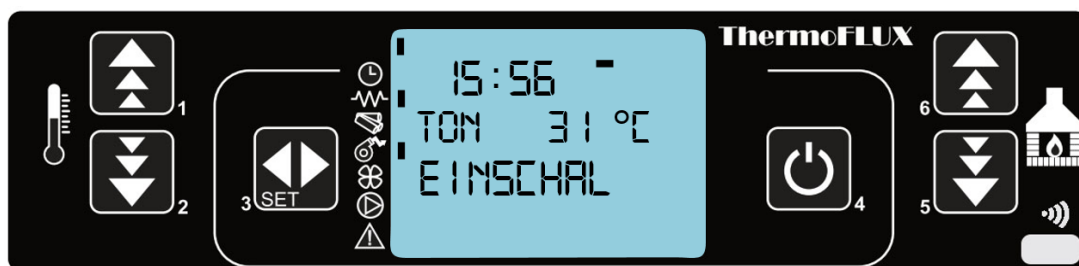 ThermoFLUX
15:56
TON 31 °C
EINSCHAL
1
2
3 SET
4
6
5